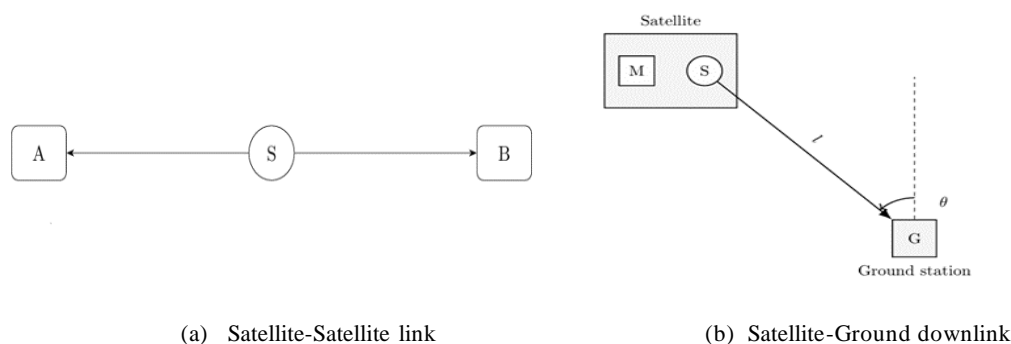 A
S
B
Satellite
M
S
l
θ
G
Ground station
(a) Satellite-Satellite link
(b) Satellite-Ground downlink